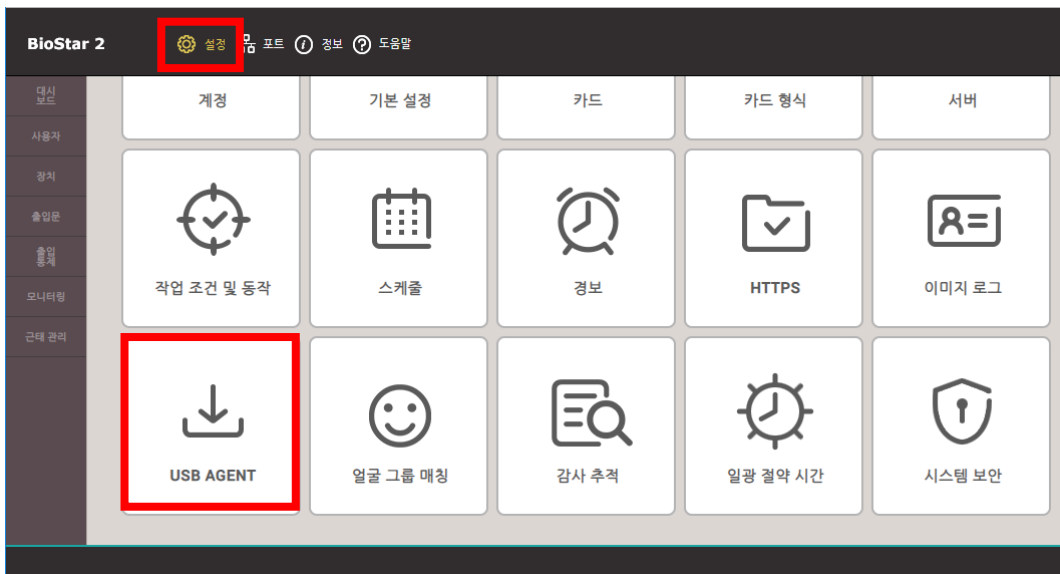 BioStar 2 설정 포트 정보 도움말
대시
보드
사용자
장치
출입문
출입
통제
모니터링
근태 관리
계정 기본 설정 카드 카드 형식 서버
작업 조건 및 동작 스케줄 경보 HTTPS 이미지 로그
USB AGENT 얼굴 그룹 매칭 감사 추적 일광 절약 시간 시스템 보안